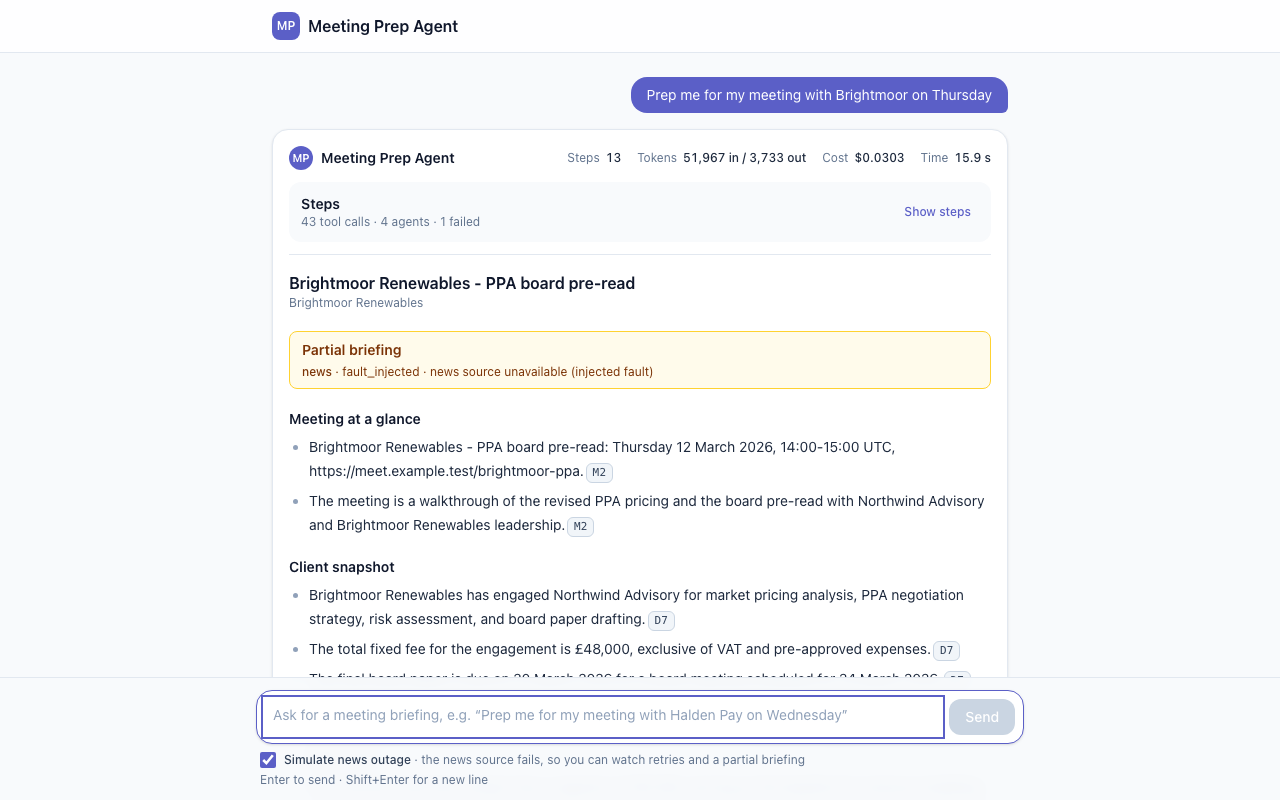 MP Meeting Prep Agent
Prep me for my meeting with Brightmoor on Thursday
MP Meeting Prep Agent Steps 13 Tokens 51,967 in / 3,733 out Cost $0.0303 Time 15.9 s
Steps
43 tool calls · 4 agents · 1 failed
Show steps
Brightmoor Renewables - PPA board pre-read
Brightmoor Renewables
Partial briefing
news · fault_injected · news source unavailable (injected fault)
Meeting at a glance
Brightmoor Renewables - PPA board pre-read: Thursday 12 March 2026, 14:00-15:00 UTC,
https://meet.example.test/brightmoor-ppa. M2
The meeting is a walkthrough of the revised PPA pricing and the board pre-read with Northwind Advisory
and Brightmoor Renewables leadership. M2
Client snapshot
Brightmoor Renewables has engaged Northwind Advisory for market pricing analysis, PPA negotiation
strategy, risk assessment, and board paper drafting. D7
The total fixed fee for the engagement is £48,000, exclusive of VAT and pre-approved expenses. D7
Ask for a meeting briefing, e.g. “Prep me for my meeting with Halden Pay on Wednesday”
Send
Simulate news outage · the news source fails, so you can watch retries and a partial briefing
Enter to send · Shift+Enter for a new line